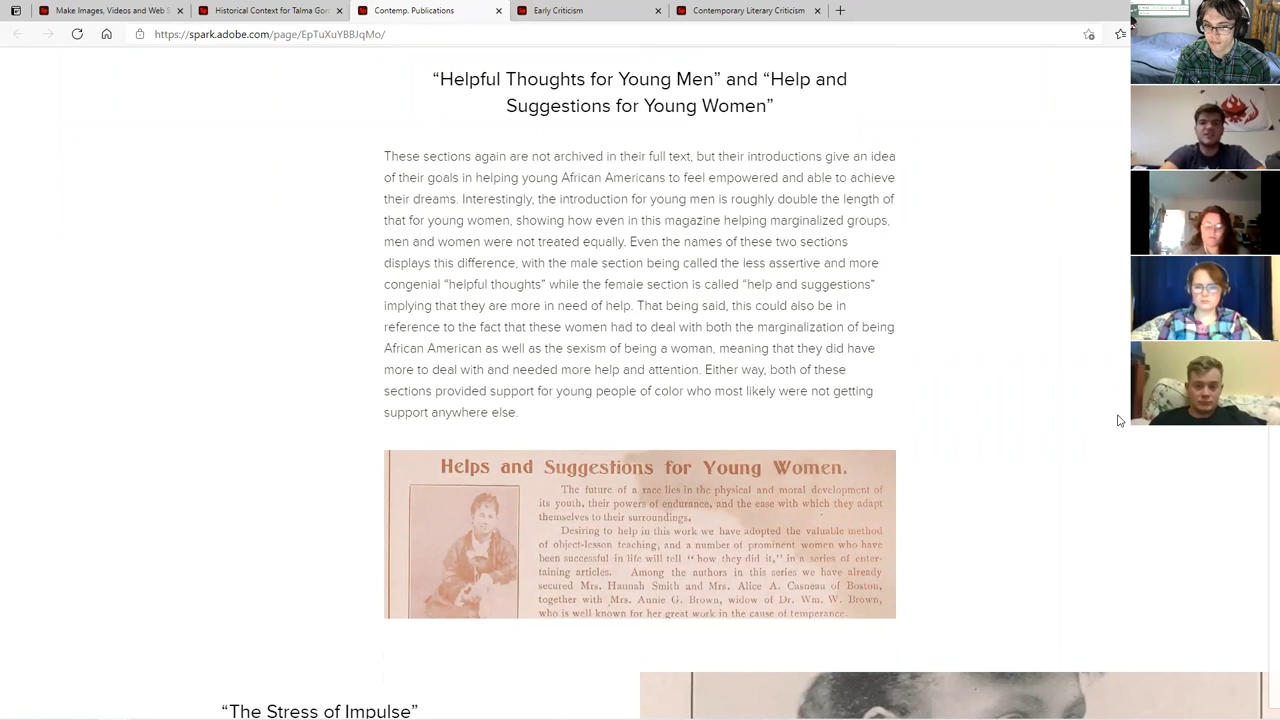 Make Images, Videos and Web S
Historical Context for Talma Gor
Contemp. Publications
Early Criticism
Contemporary Literary Criticism
https://spark.adobe.com/page/EpTuXuYBBJqMo/
“Helpful Thoughts for Young Men” and “Help and
Suggestions for Young Women”
These sections again are not archived in their full text, but their introductions give an idea
of their goals in helping young African Americans to feel empowered and able to achieve
their dreams. Interestingly, the introduction for young men is roughly double the length of
that for young women, showing how even in this magazine helping marginalized groups,
men and women were not treated equally. Even the names of these two sections
displays this difference, with the male section being called the less assertive and more
congenial “helpful thoughts” while the female section is called “help and suggestions”
implying that they are more in need of help. That being said, this could also be in
reference to the fact that these women had to deal with both the marginalization of being
African American as well as the sexism of being a woman, meaning that they did have
more to deal with and needed more help and attention. Either way, both of these
sections provided support for young people of color who most likely were not getting
support anywhere else.
Helps and Suggestions for Young Women.
The future of a race lies in the physical and moral development of
its youth, their powers of endurance, and the ease with which they adapt
themselves to their surroundings.
Desiring to help in this work we have adopted the valuable method
of object-lesson teaching, and a number of prominent women who have
been successful in life will tell “ how they did it,” in a series of enter-
taining articles. Among the authors in this series we have already
secured Mrs. Hannah Smith and Mrs. Alice A. Casneau of Boston,
together with Mrs. Annie G. Brown, widow of Dr. Wm. W. Brown,
who is well known for her great work in the cause of temperance.
“The Stress of Impulse”